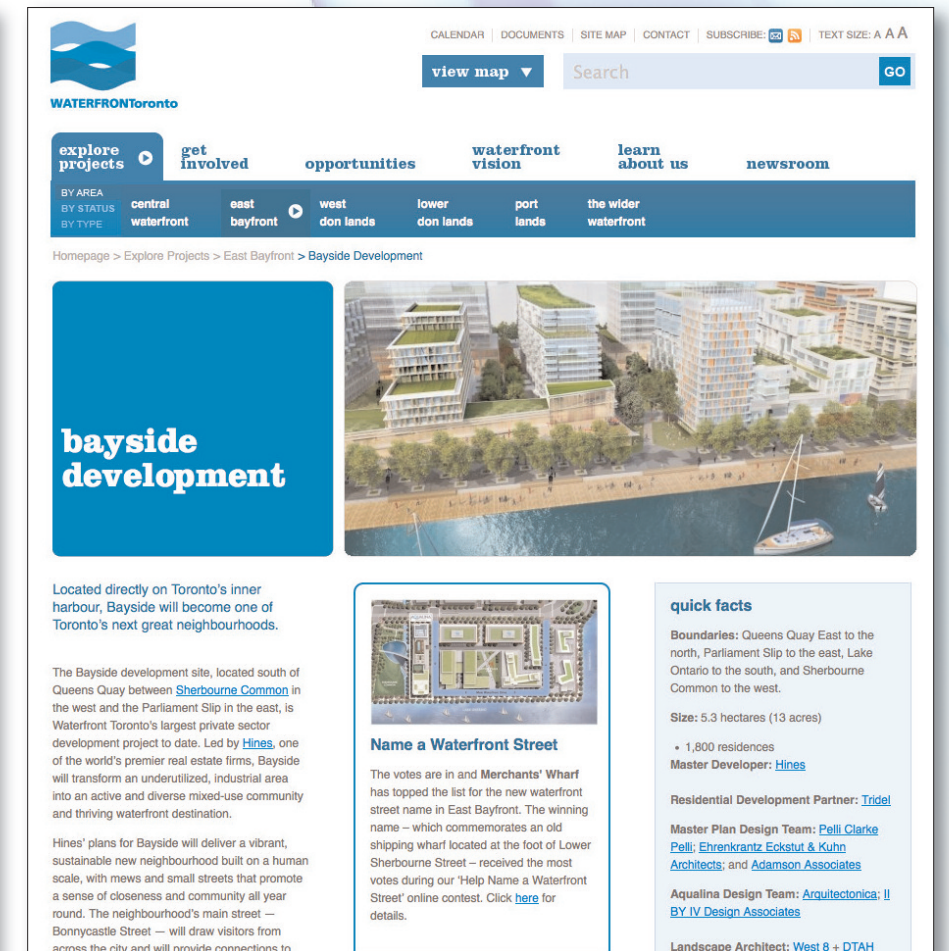 CALENDAR | DOCUMENTS | SITE MAP | CONTACT | SUBSCRIBE: | TEXT SIZE: A A A
view map ▼
Search
GO
WATERFRONToronto
explore projects
get involved
opportunities
waterfront vision
learn about us
newsroom
BY AREA
BY STATUS
BY TYPE
central waterfront
east bayfront
west don lands
lower don lands
port lands
the wider waterfront
Homepage > Explore Projects > East Bayfront > Bayside Development
bayside
development
Located directly on Toronto's inner
harbour, Bayside will become one of
Toronto's next great neighbourhoods.
The Bayside development site, located south of
Queens Quay between Sherbourne Common in
the west and the Parliament Slip in the east, is
Waterfront Toronto's largest private sector
development project to date. Led by Hines, one
of the world's premier real estate firms, Bayside
will transform an underutilized, industrial area
into an active and diverse mixed-use community
and thriving waterfront destination.
Hines' plans for Bayside will deliver a vibrant,
sustainable new neighbourhood built on a human
scale, with mews and small streets that promote
a sense of closeness and community all year
round. The neighbourhood's main street —
Bonnycastle Street — will draw visitors from
across the city and will provide connections to
Name a Waterfront Street
The votes are in and Merchants' Wharf
has topped the list for the new waterfront
street name in East Bayfront. The winning
name – which commemorates an old
shipping wharf located at the foot of Lower
Sherbourne Street – received the most
votes during our 'Help Name a Waterfront
Street' online contest. Click here for
details.
quick facts
Boundaries: Queens Quay East to the
north, Parliament Slip to the east, Lake
Ontario to the south, and Sherbourne
Common to the west.
Size: 5.3 hectares (13 acres)
• 1,800 residences
Master Developer: Hines
Residential Development Partner: Tridel
Master Plan Design Team: Pelli Clarke
Pelli; Ehrenkrantz Eckstut & Kuhn
Architects; and Adamson Associates
Aqualina Design Team: Arquitectonica; II
BY IV Design Associates
Landscape Architect: West 8 + DTAH